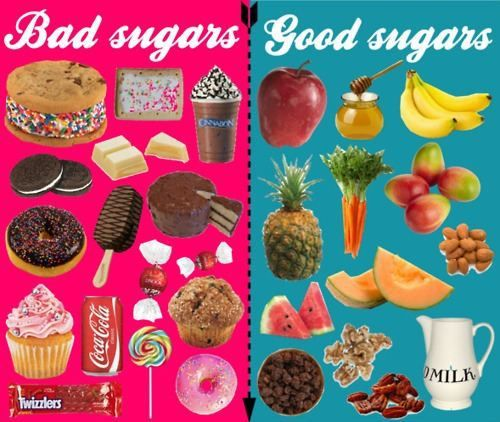 Bad sugars
Good sugars
CINNABON
Coca-Cola
Twizzlers
MILK.